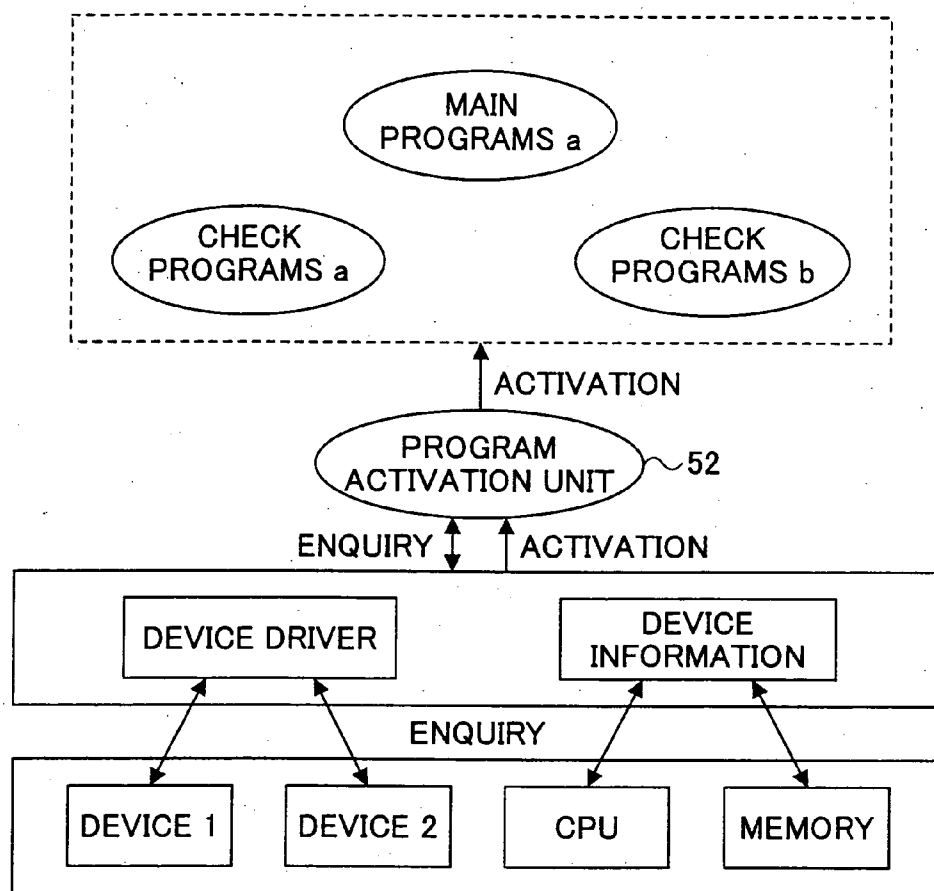 MAIN
PROGRAMS a
CHECK
PROGRAMS a
CHECK
PROGRAMS b
ACTIVATION
PROGRAM
ACTIVATION UNIT
52
ENQUIRY
ACTIVATION
DEVICE DRIVER
DEVICE
INFORMATION
ENQUIRY
DEVICE 1
DEVICE 2
CPU
MEMORY